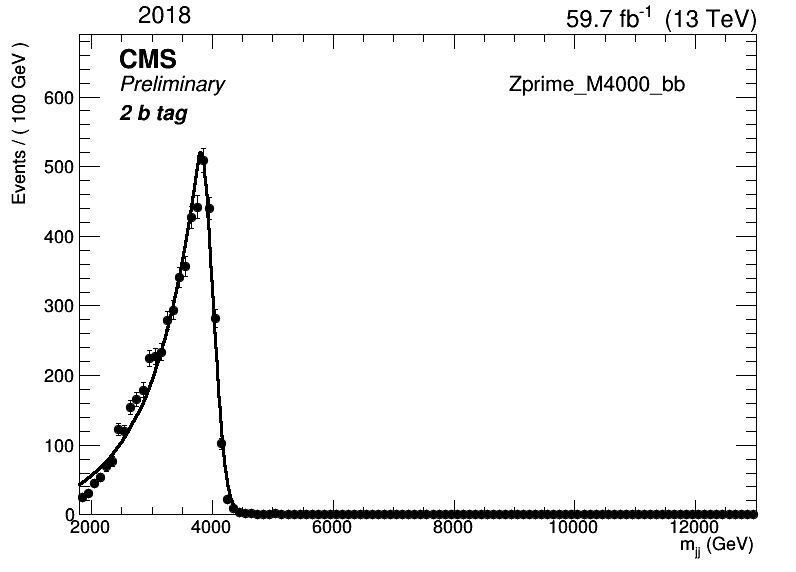 2018
59.7 fb⁻¹ (13 TeV)
CMS
Preliminary
2 b tag
Zprime_M4000_bb
Events / ( 100 GeV )
600
500
400
300
200
100
0
2000 4000 6000 8000 10000 12000
m_jj (GeV)